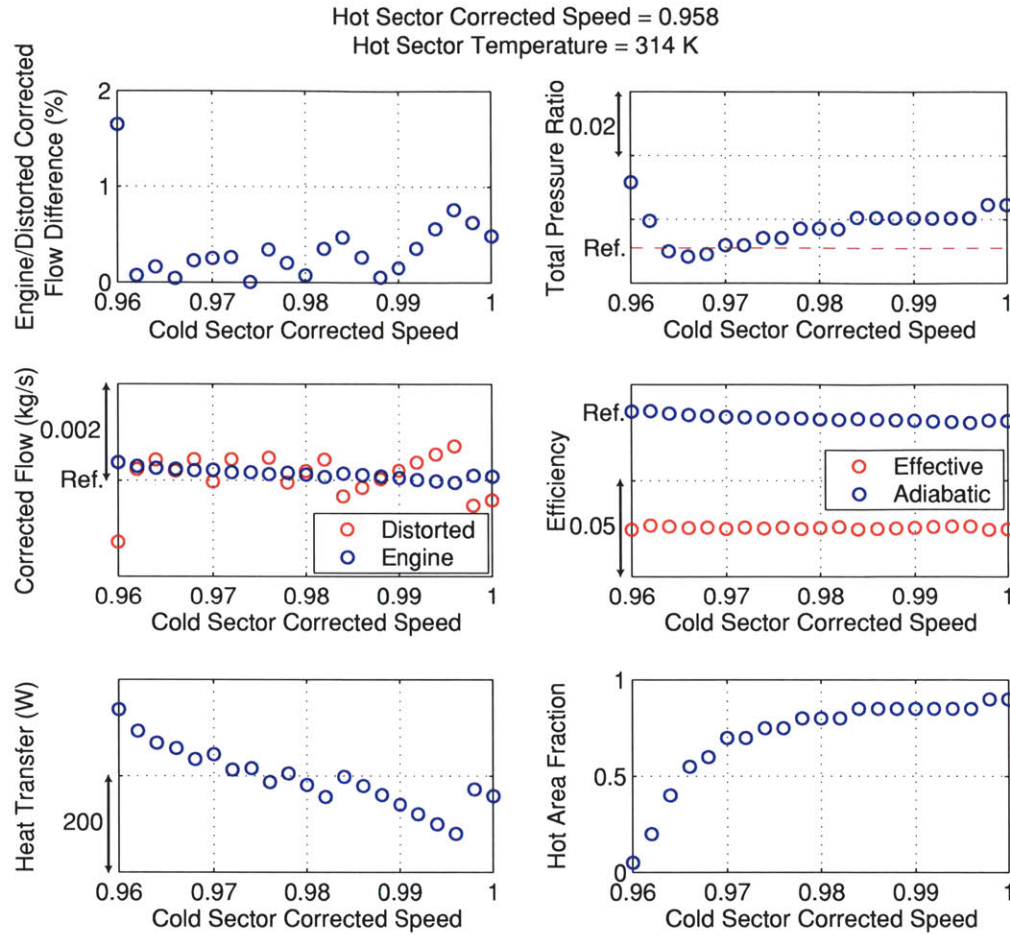 Hot Sector Corrected Speed = 0.958
Hot Sector Temperature = 314 K
Engine/Distorted Corrected
Flow Difference (%)
2
1
0
0.96
0.97
0.98
0.99
1
Cold Sector Corrected Speed
Total Pressure Ratio
0.02
Ref.
0.96
0.97
0.98
0.99
1
Cold Sector Corrected Speed
Corrected Flow (kg/s)
0.002
Ref.
Distorted
Engine
0.96
0.97
0.98
0.99
1
Cold Sector Corrected Speed
Efficiency
Ref.
0.05
Effective
Adiabatic
0.96
0.97
0.98
0.99
1
Cold Sector Corrected Speed
Heat Transfer (W)
200
0.96
0.97
0.98
0.99
1
Cold Sector Corrected Speed
Hot Area Fraction
1
0.5
0
0.96
0.97
0.98
0.99
1
Cold Sector Corrected Speed